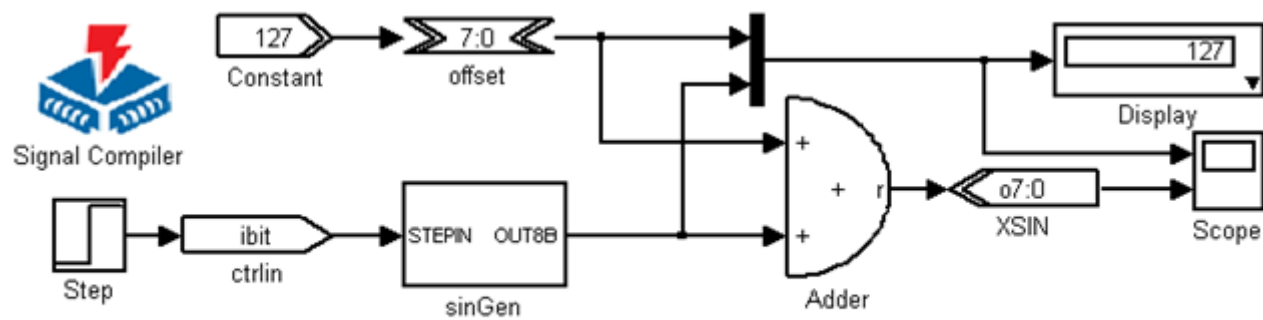 127
Constant
7:0
offset
127
Display
Signal Compiler
+
+
+
r
o7:0
XSIN
Scope
Step
ibit
ctrlin
STEPIN OUT8B
sinGen
Adder